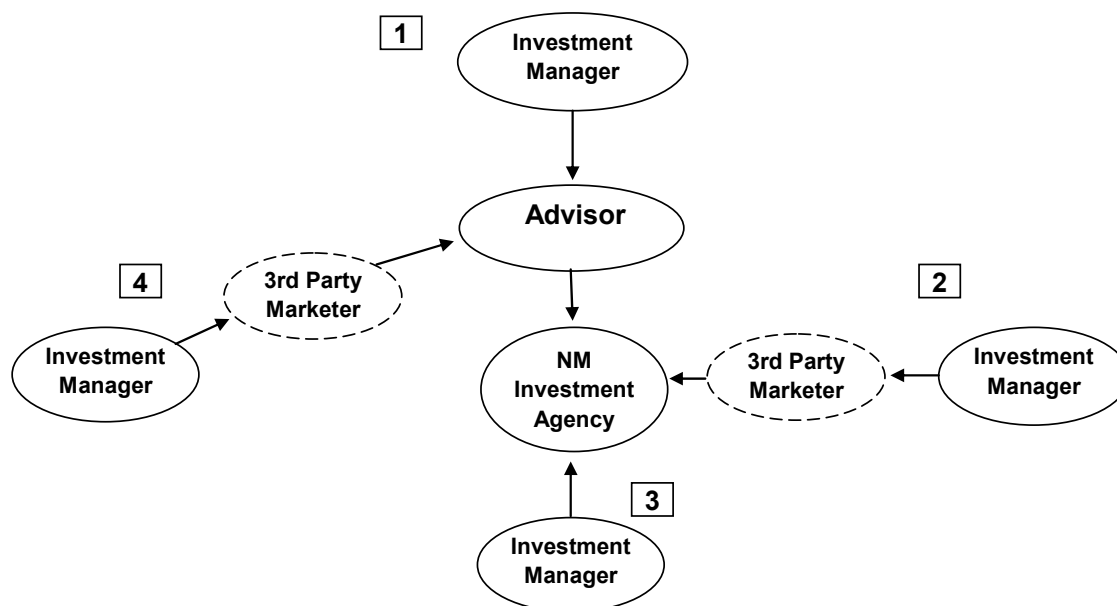 1
Investment
Manager
Advisor
4
3rd Party
Marketer
2
Investment
Manager
NM
Investment
Agency
3rd Party
Marketer
Investment
Manager
3
Investment
Manager